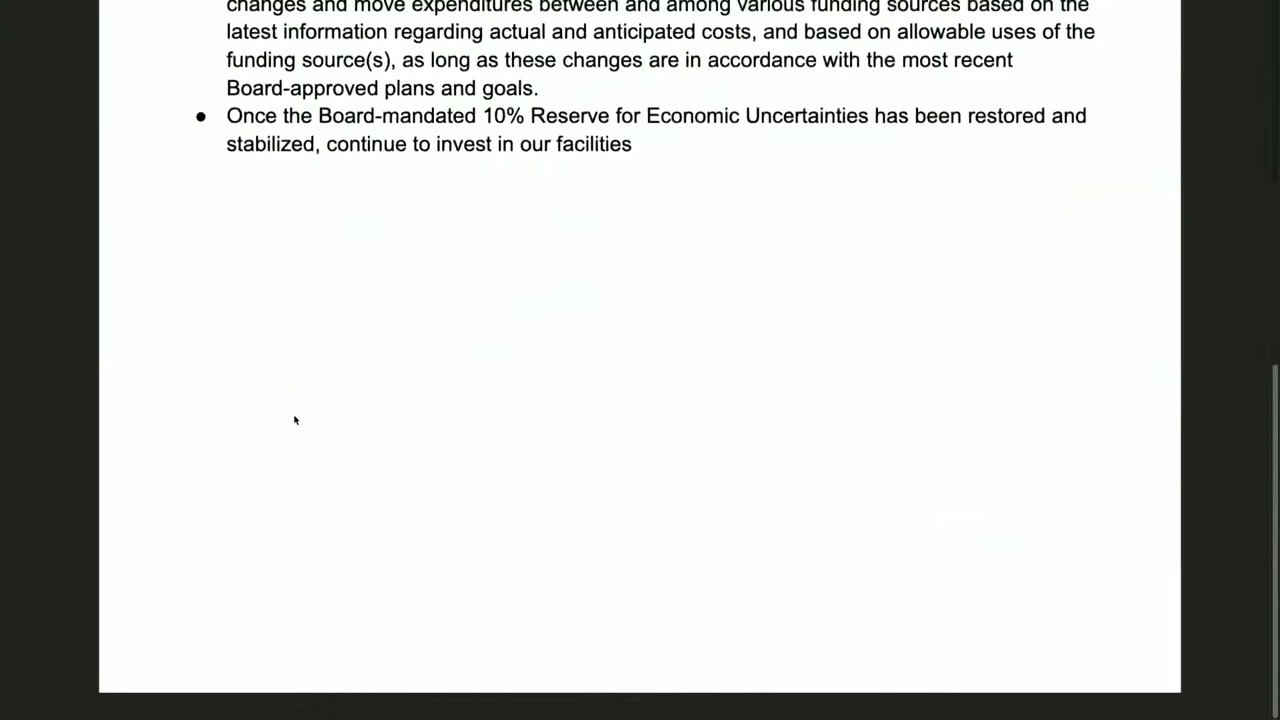 changes and move expenditures between and among various funding sources based on the
latest information regarding actual and anticipated costs, and based on allowable uses of the
funding source(s), as long as these changes are in accordance with the most recent
Board-approved plans and goals.
● Once the Board-mandated 10% Reserve for Economic Uncertainties has been restored and
stabilized, continue to invest in our facilities